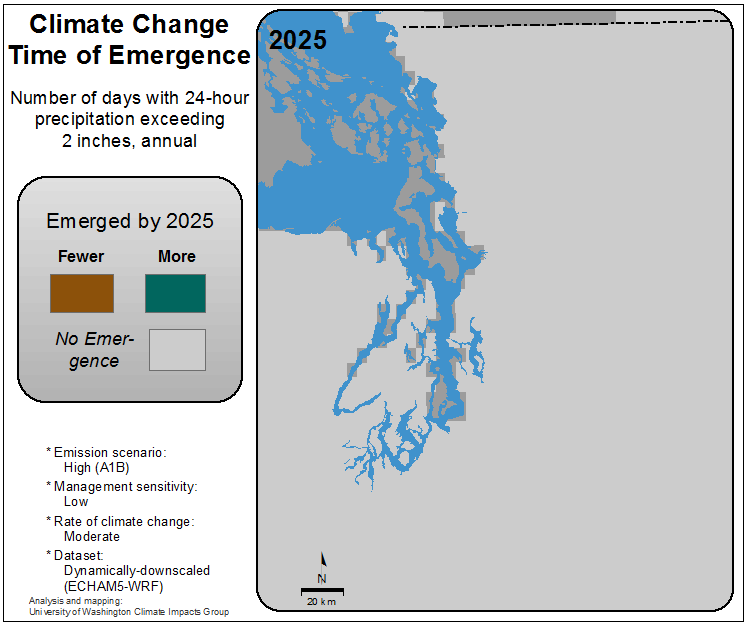 Climate Change
Time of Emergence
Number of days with 24-hour
precipitation exceeding
2 inches, annual
Emerged by 2025
Fewer
More
No Emer-
gence
* Emission scenario:
High (A1B)
* Management sensitivity:
Low
* Rate of climate change:
Moderate
* Dataset:
Dynamically-downscaled
(ECHAM5-WRF)
Analysis and mapping:
University of Washington Climate Impacts Group
2025
N
20 km